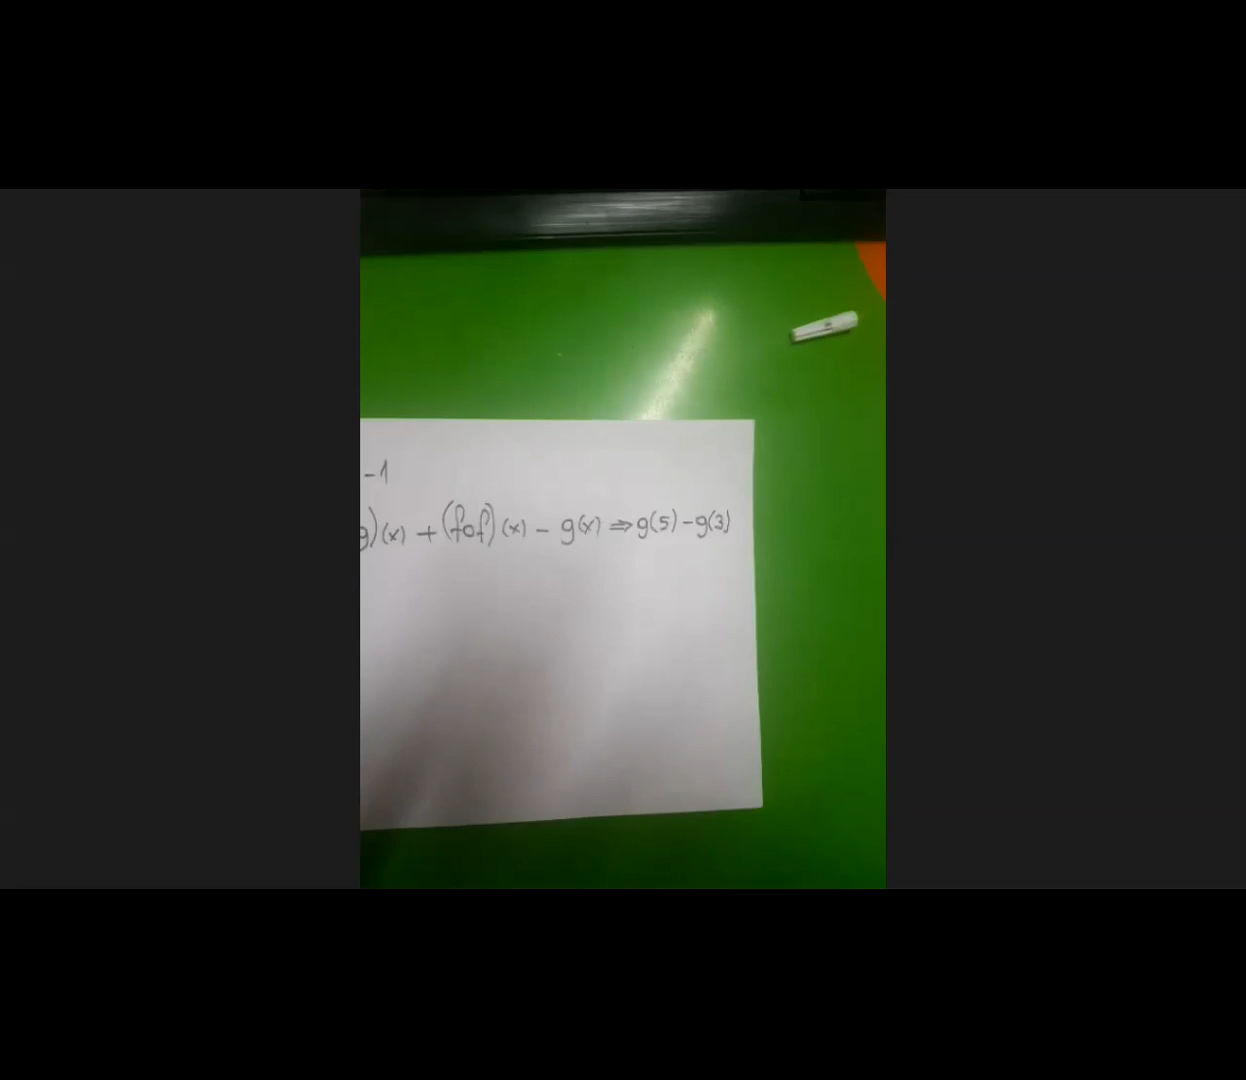 -1
g)(x) + (fof)(x) - g(x) ⇒ g(5) - g(3)